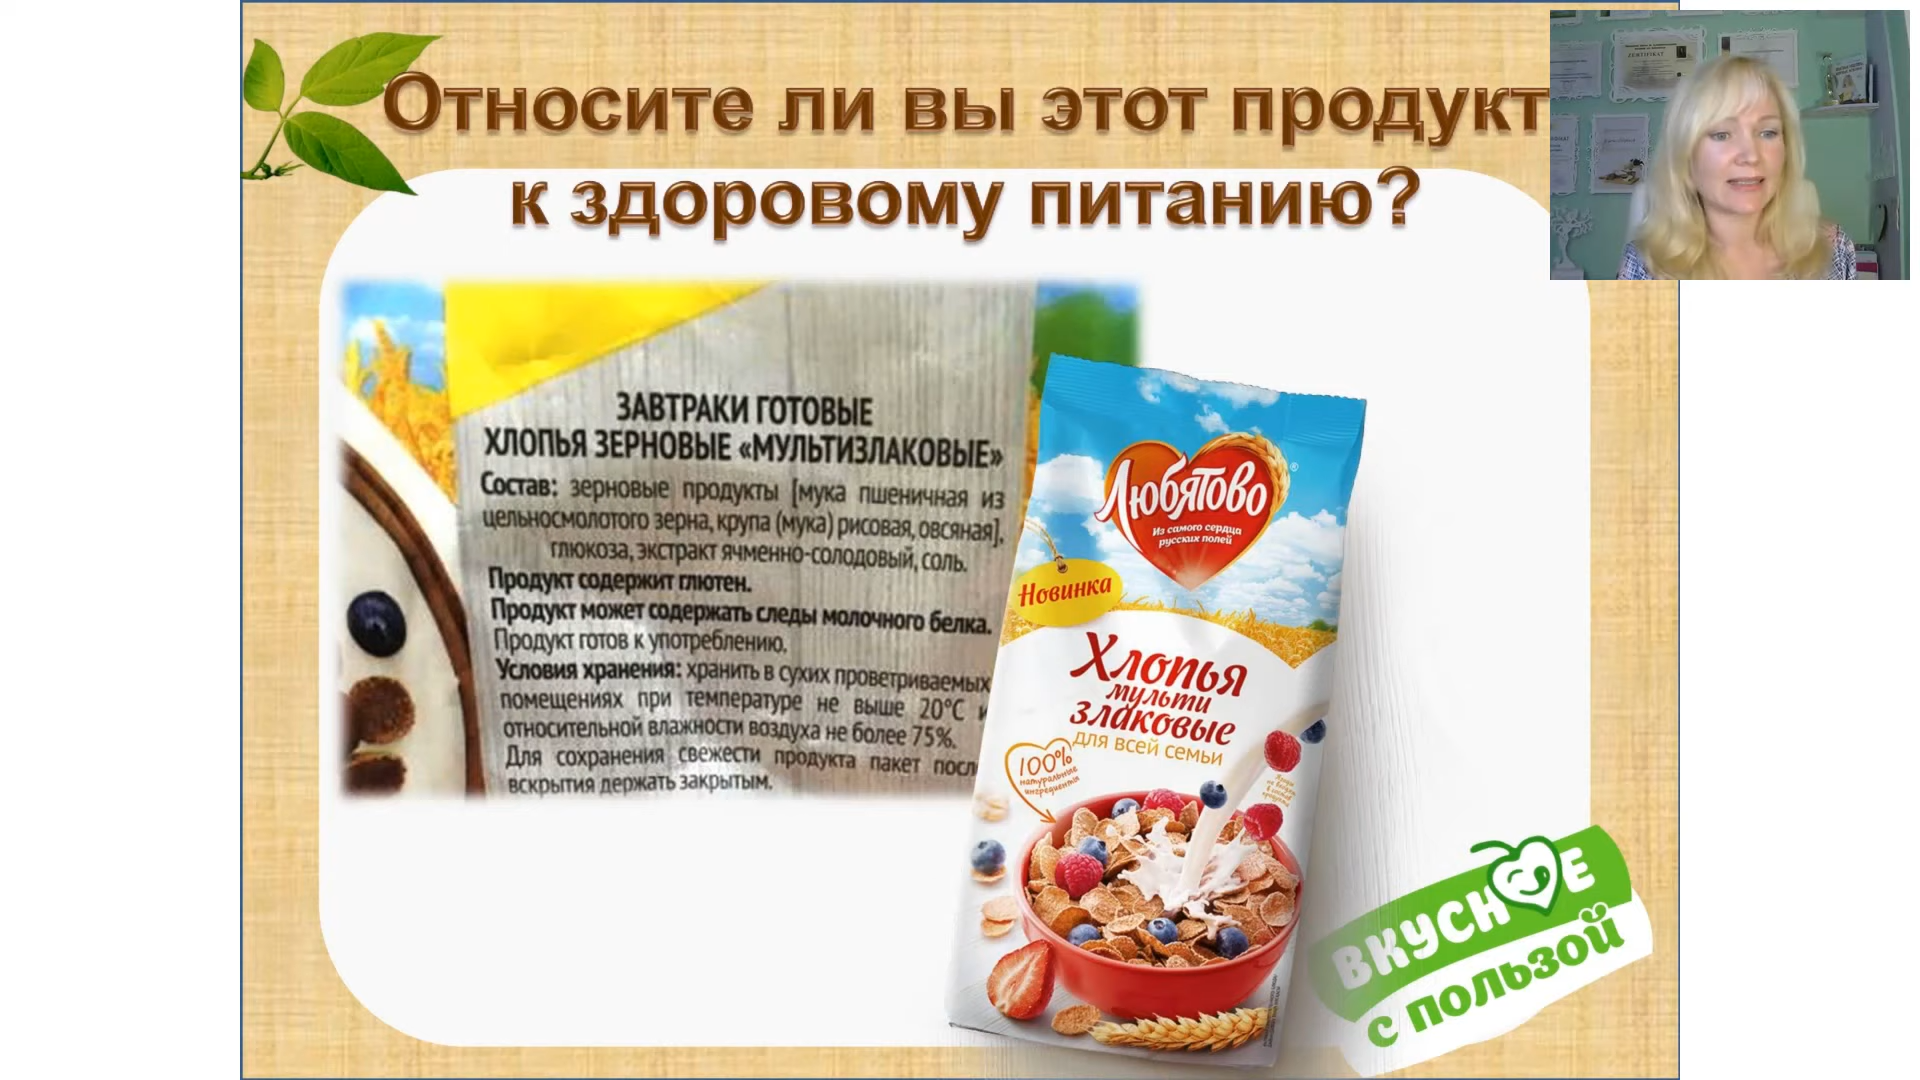 Относите ли вы этот продукт
к здоровому питанию?
ZERTIFIKAT
ЗАВТРАКИ ГОТОВЫЕ
ХЛОПЬЯ ЗЕРНОВЫЕ «МУЛЬТИЗЛАКОВЫЕ»
Состав: зерновые продукты [мука пшеничная из
цельносмолотого зерна, крупа (мука) рисовая, овсяная],
глюкоза, экстракт ячменно-солодовый, соль.
Продукт содержит глютен.
Продукт может содержать следы молочного белка.
Продукт готов к употреблению.
Условия хранения: хранить в сухих проветриваемых
помещениях при температуре не выше 20°С и
относительной влажности воздуха не более 75%.
Для сохранения свежести продукта пакет после
вскрытия держать закрытым.
Любятово
®
Из самого сердца
русских полей
Новинка
Хлопья
мульти
злаковые
для всей семьи
100%
натуральные
ингредиенты
ВКУСНОЕ
с пользой